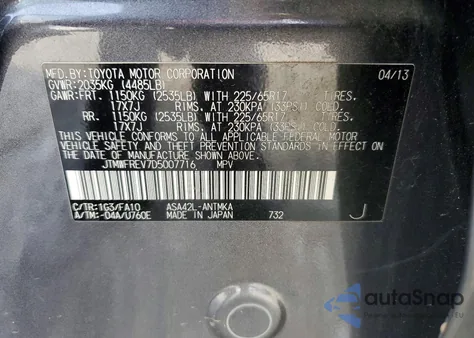 MFD.BY:TOYOTA MOTOR CORPORATION 04/13
GVWR:2035KG (4485LB)
GAWR:FRT. 1150KG (2535LB) WITH 225/65R17 TIRES,
17X7J RIMS, AT 230KPA (33PSI) COLD,
RR. 1150KG (2535LB) WITH 225/65R17 TIRES,
17X7J RIMS, AT 230KPA (33PSI) COLD.
THIS VEHICLE CONFORMS TO ALL APPLICABLE FEDERAL MOTOR
VEHICLE SAFETY AND THEFT PREVENTION STANDARDS IN
EFFECT ON THE DATE OF MANUFACTURE SHOWN ABOVE.
JTMWFREV7D5007716 MPV
C/TR:1G3/FA10 ASA42L-ANTMKA
A/TM:-04A/U760E MADE IN JAPAN 732 J
autoSnap